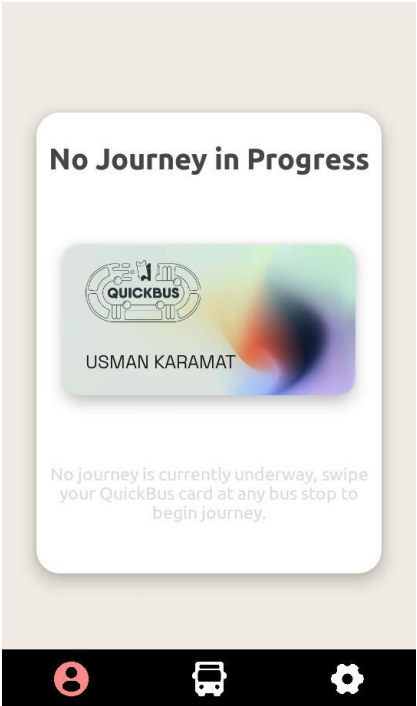 No Journey in Progress
QUICKBUS
USMAN KARAMAT
No journey is currently underway, swipe
your QuickBus card at any bus stop to
begin journey.